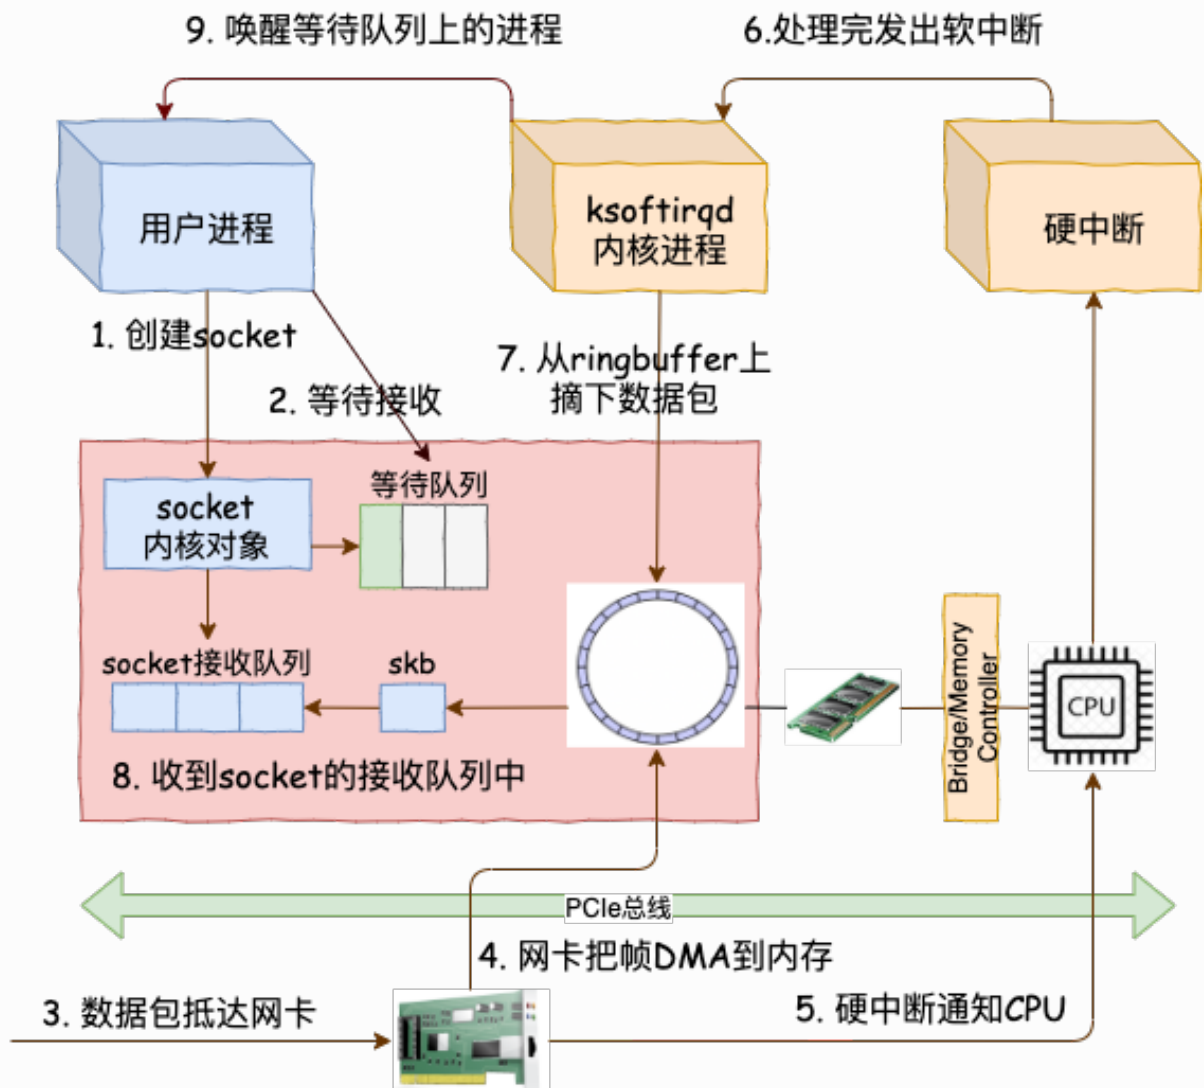 9. 唤醒等待队列上的进程
6.处理完发出软中断
用户进程
ksoftirqd
内核进程
硬中断
1. 创建socket
7. 从ringbuffer上
摘下数据包
2. 等待接收
等待队列
socket
内核对象
socket接收队列
skb
Bridge/Memory
Controller
CPU
8. 收到socket的接收队列中
PCIe总线
4. 网卡把帧DMA到内存
3. 数据包抵达网卡
5. 硬中断通知CPU